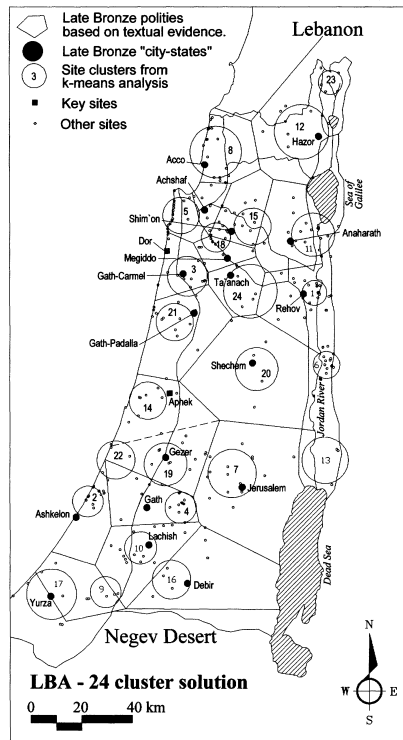 Late Bronze polities
based on textual evidence.
Late Bronze "city-states"
3
Site clusters from
k-means analysis
Key sites
Other sites
Lebanon
23
12
Hazor
8
Acco
Achshaf
Sea of
Galilee
5
15
Shim`on
18
Anaharath
11
Dor
Megiddo
3
Ta'anach
Gath-Carmel
24
1
Rehov
21
Gath-Padalla
Shechem
20
6
14
Aphek
Jordan River
22
Gezer
19
7
13
Jerusalem
2
Gath
4
Ashkelon
Lachish
10
Dead Sea
16
Debir
17
9
Yurza
Negev Desert
N
W
E
S
LBA - 24 cluster solution
0
20
40 km